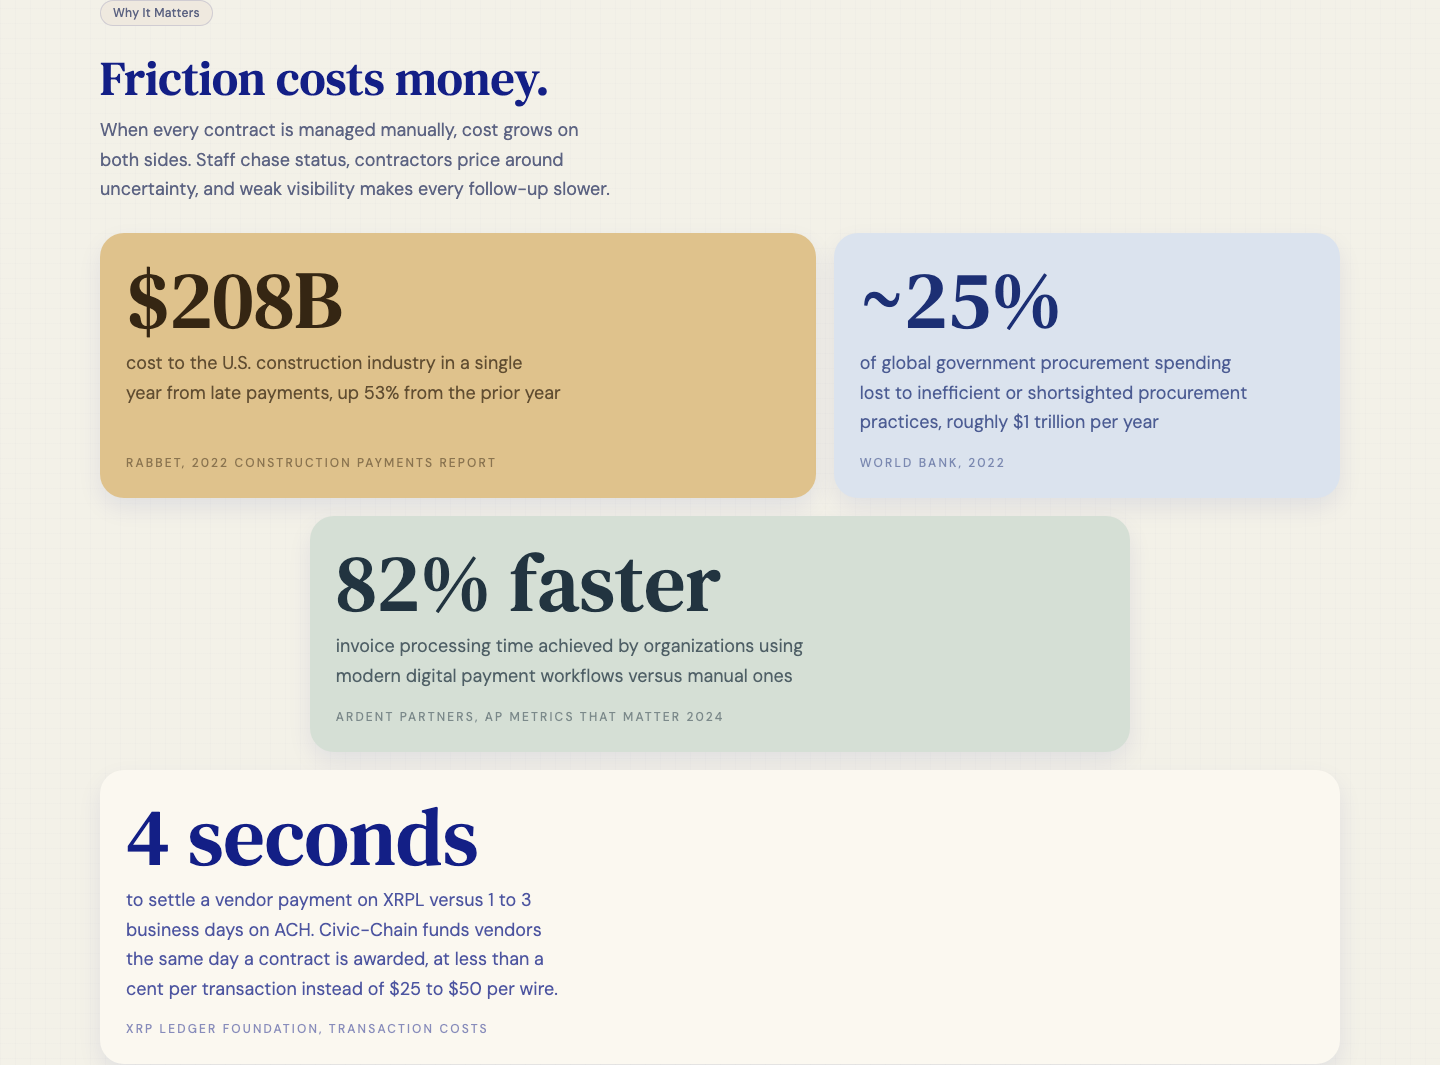 Why It Matters
Friction costs money.
When every contract is managed manually, cost grows on
both sides. Staff chase status, contractors price around
uncertainty, and weak visibility makes every follow-up slower.
$208B
cost to the U.S. construction industry in a single
year from late payments, up 53% from the prior year
RABBET, 2022 CONSTRUCTION PAYMENTS REPORT
~25%
of global government procurement spending
lost to inefficient or shortsighted procurement
practices, roughly $1 trillion per year
WORLD BANK, 2022
82% faster
invoice processing time achieved by organizations using
modern digital payment workflows versus manual ones
ARDENT PARTNERS, AP METRICS THAT MATTER 2024
4 seconds
to settle a vendor payment on XRPL versus 1 to 3
business days on ACH. Civic-Chain funds vendors
the same day a contract is awarded, at less than a
cent per transaction instead of $25 to $50 per wire.
XRP LEDGER FOUNDATION, TRANSACTION COSTS